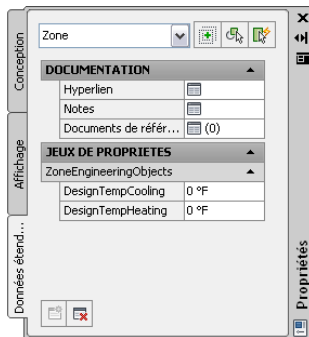 Zone
DOCUMENTATION
Hyperlien
Notes
Documents de référ... (0)
JEUX DE PROPRIETES
ZoneEngineeringObjects
DesignTempCooling 0 °F
DesignTempHeating 0 °F
Conception
Affichage
Données étend...
Propriétés